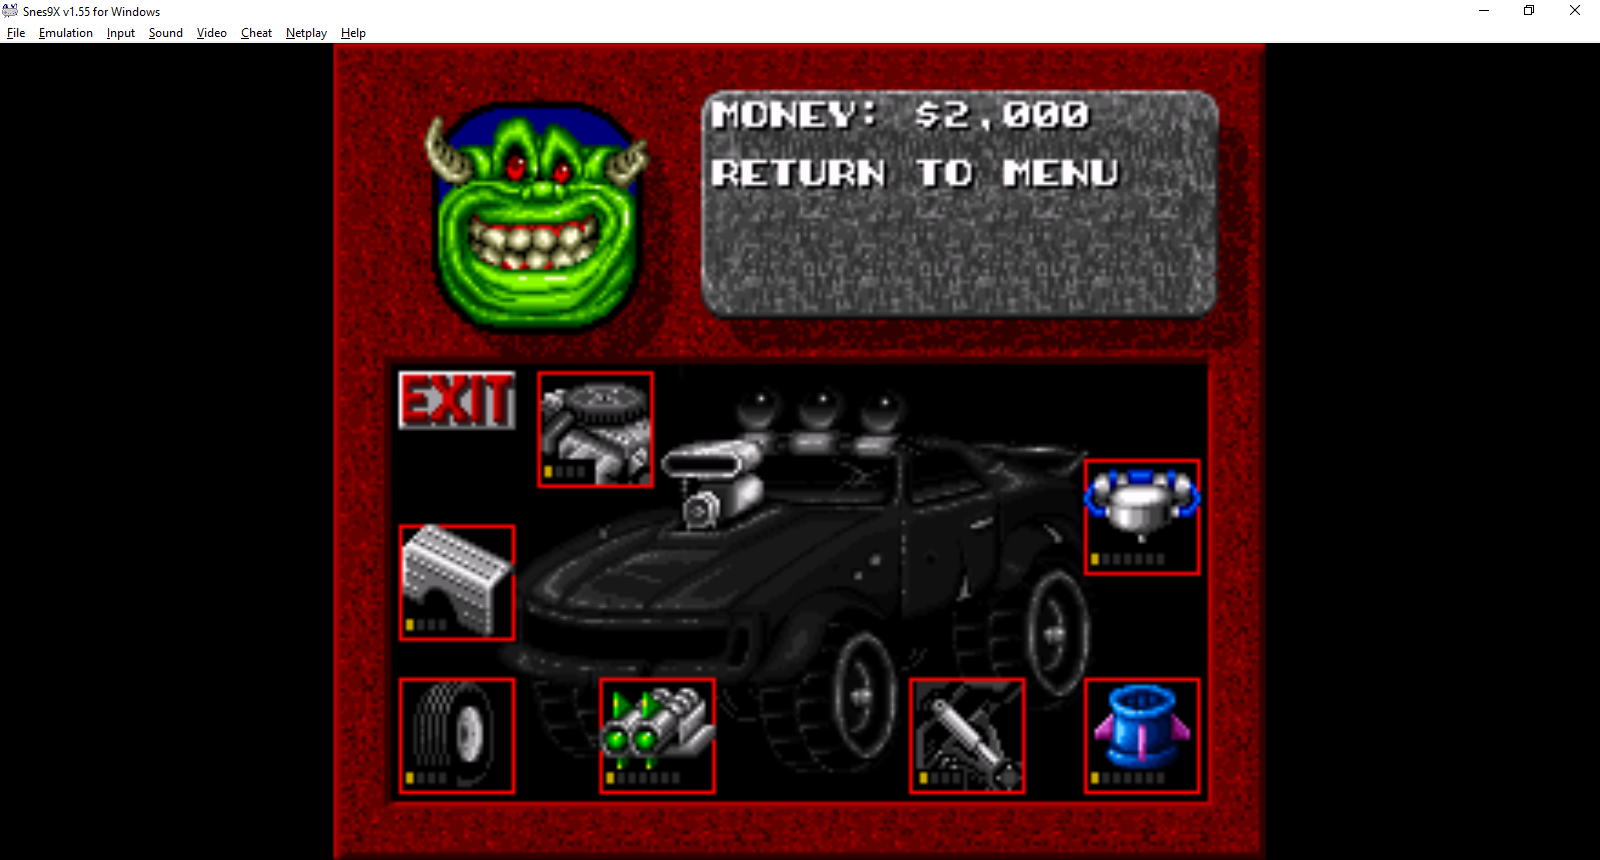 Snes9X v1.55 for Windows
File Emulation Input Sound Video Cheat Netplay Help
MONEY: $2,000
RETURN TO MENU
EXIT